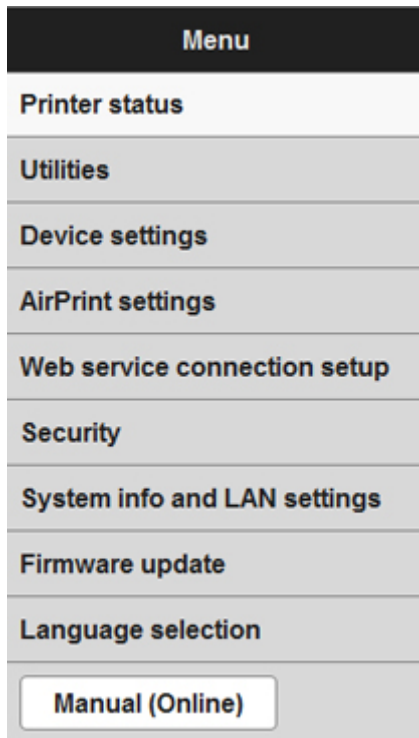 Menu
Printer status
Utilities
Device settings
AirPrint settings
Web service connection setup
Security
System info and LAN settings
Firmware update
Language selection
Manual (Online)